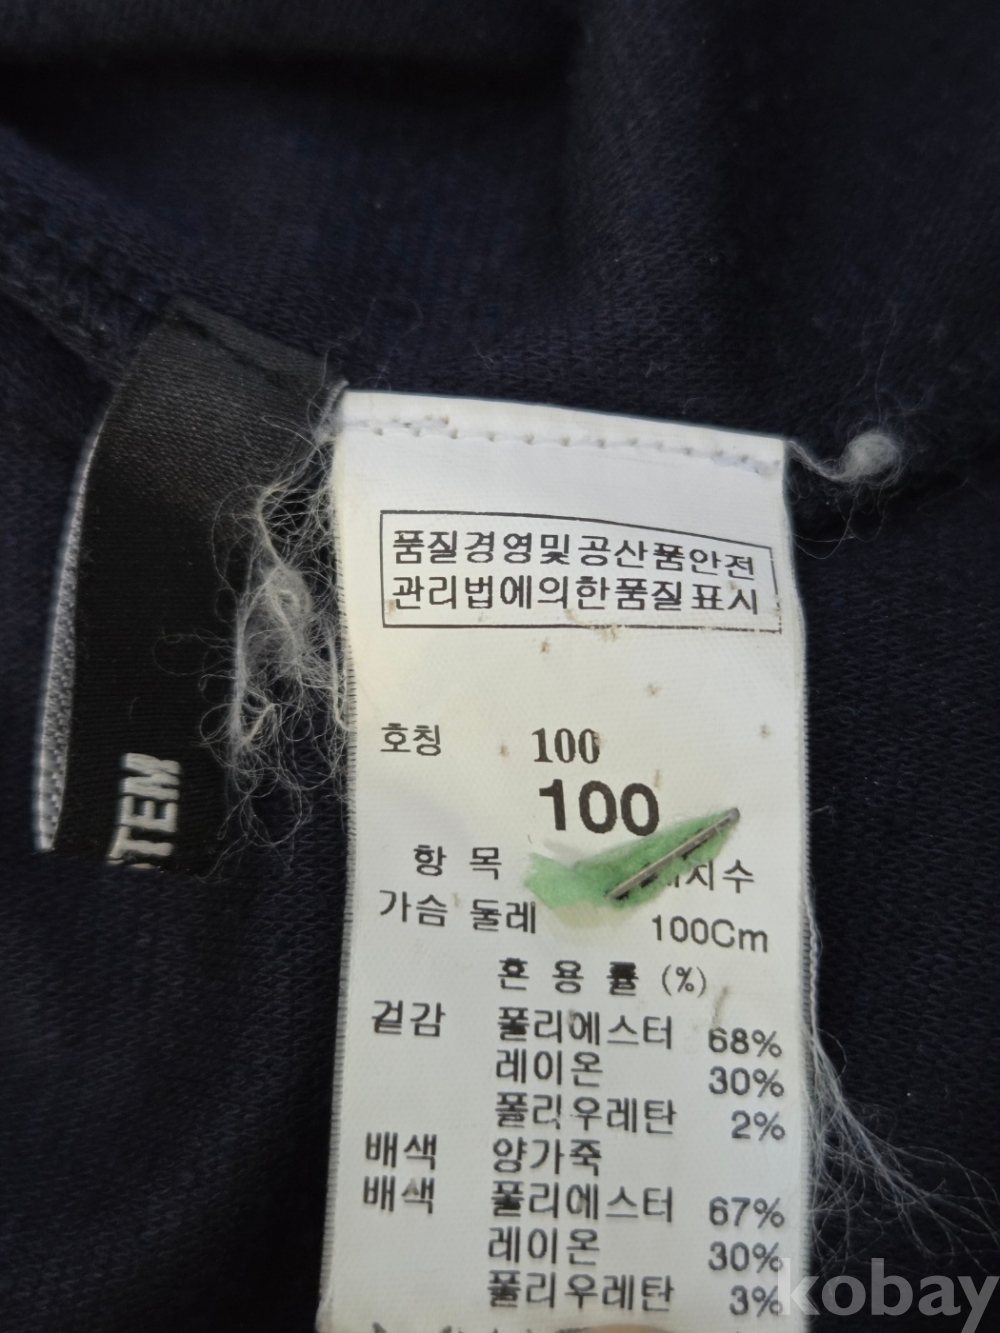 품질경영및공산품안전
관리법에의한품질표시
호칭 100
100
항 목 치수
가슴 둘레 100Cm
혼 용 률 (%)
겉감 폴리에스터 68%
레이온 30%
폴리우레탄 2%
배색 양가죽
배색 폴리에스터 67%
레이온 30%
폴리우레탄 3%
TEM
kobay